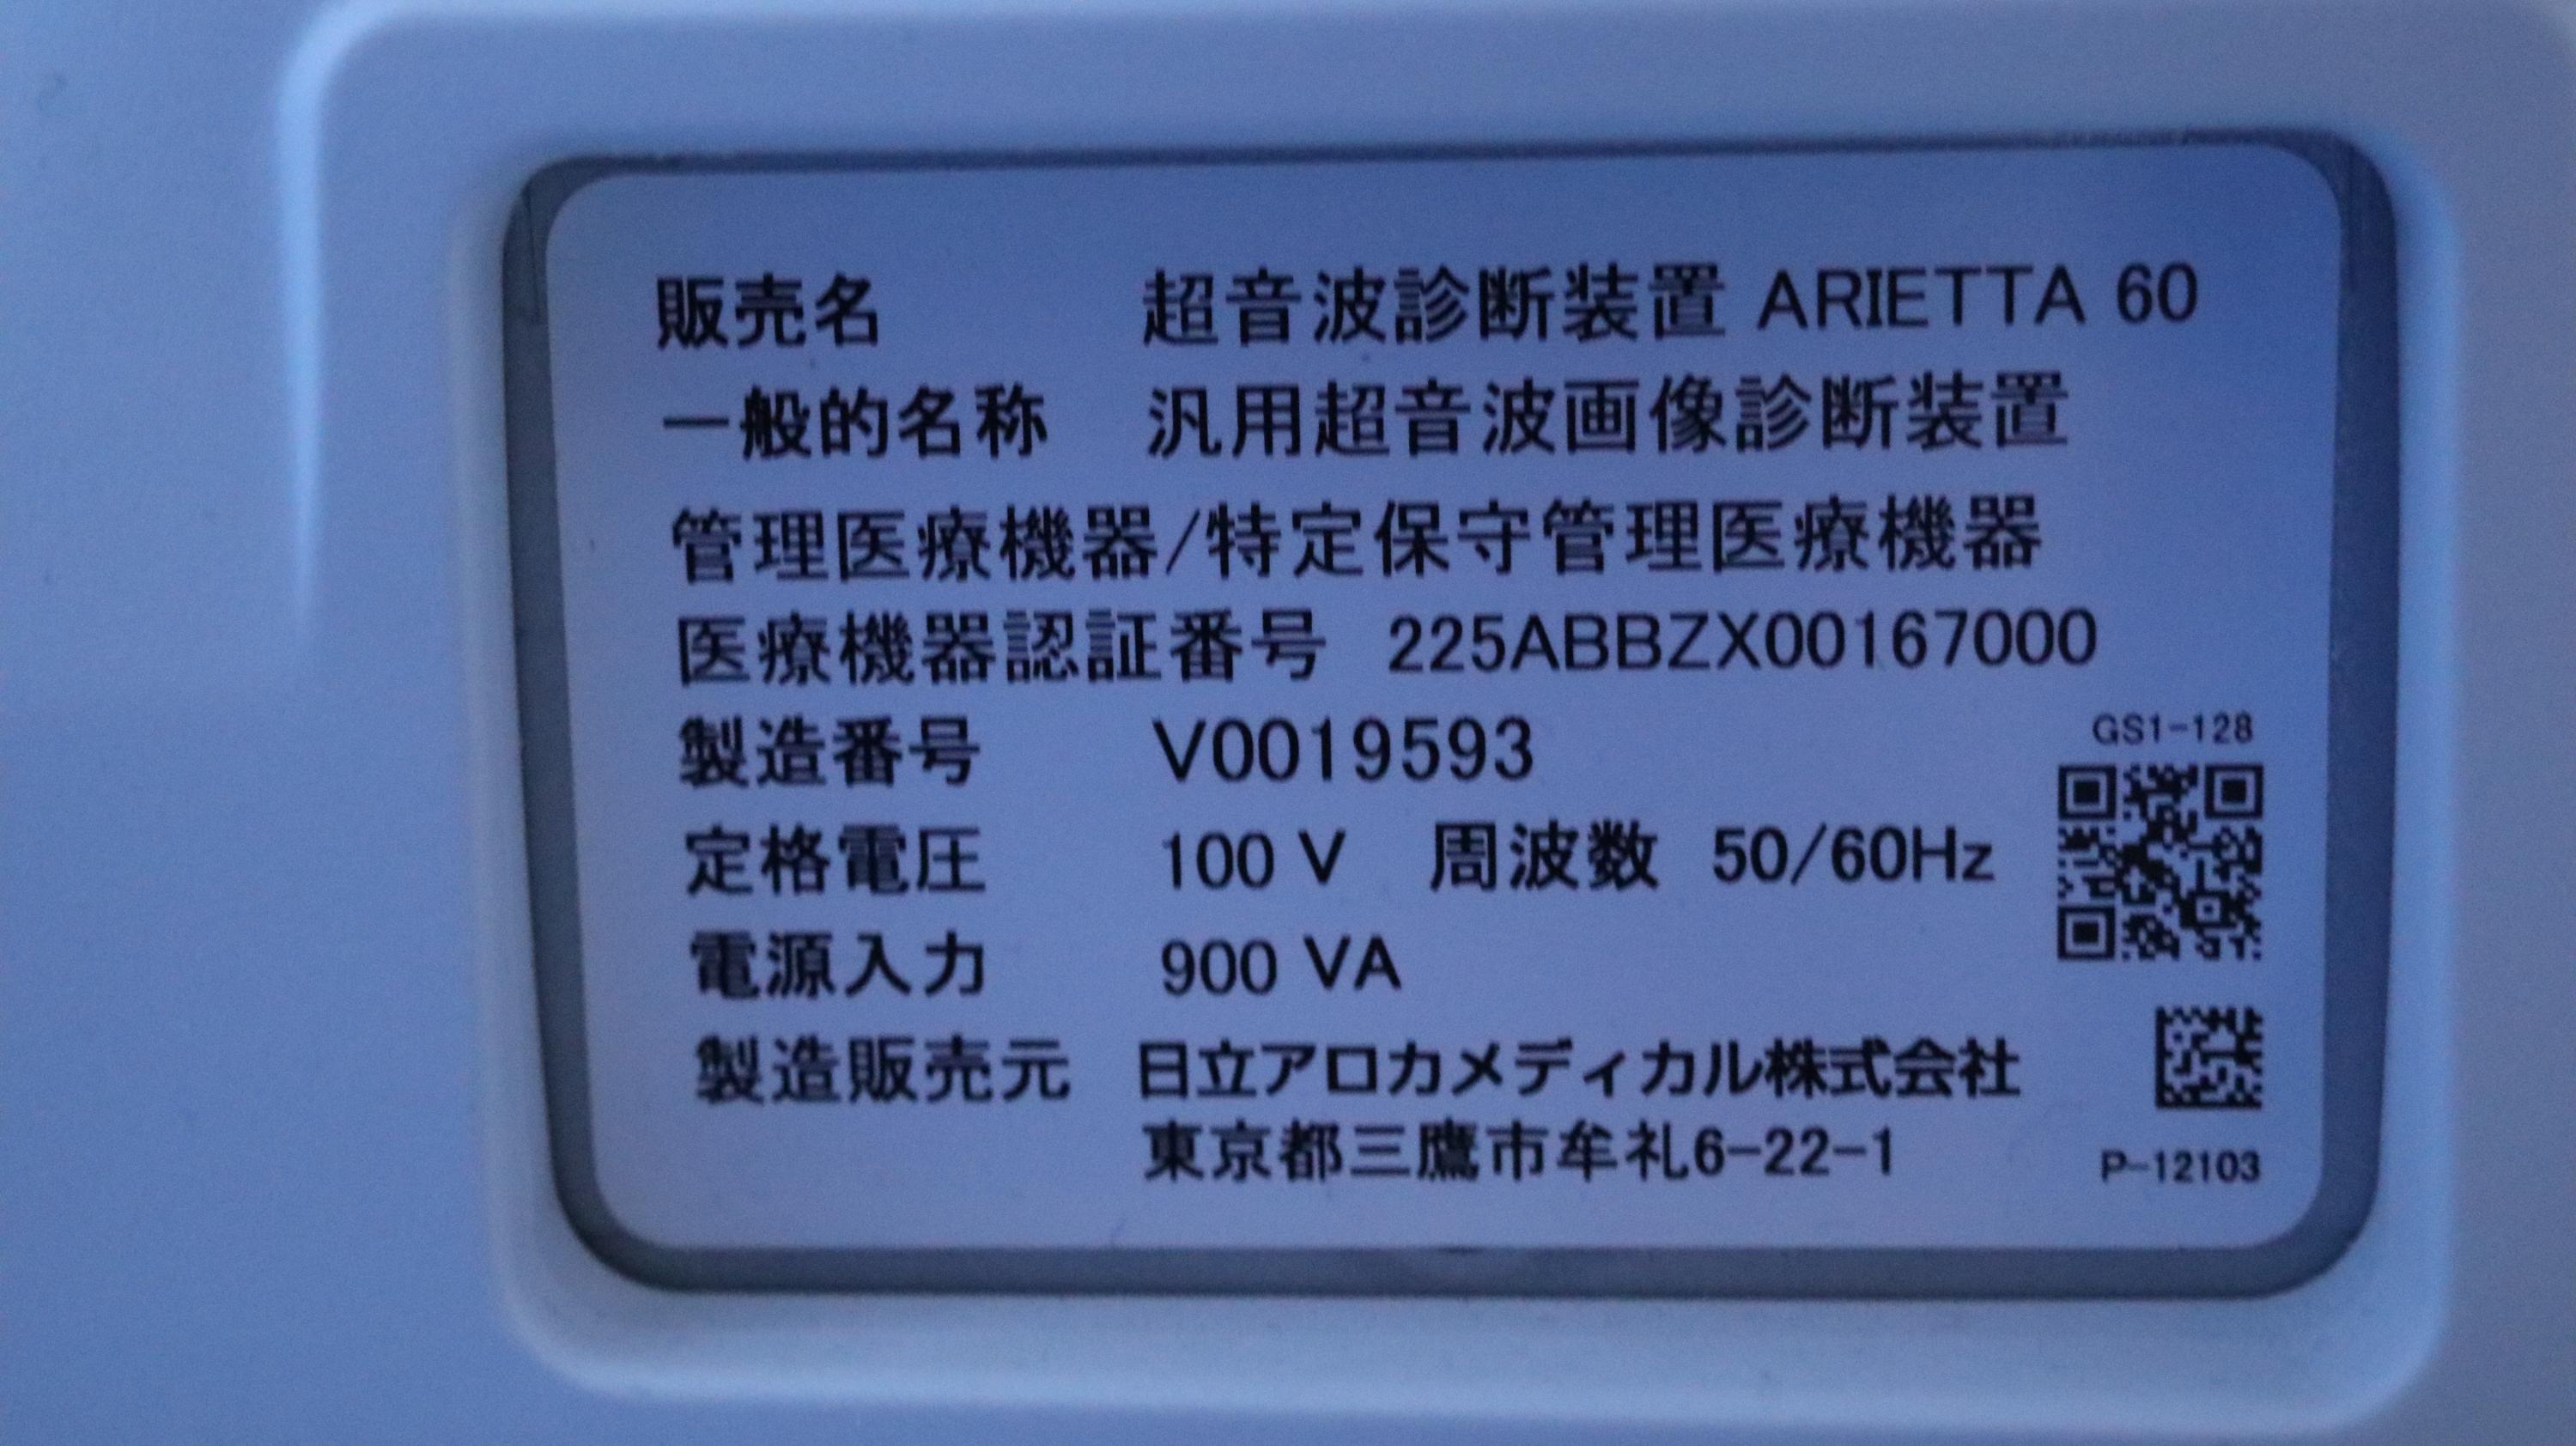 販売名 超音波診断装置 ARIETTA 60
一般的名称 汎用超音波画像診断装置
管理医療機器/特定保守管理医療機器
医療機器認証番号 225ABBZX00167000
製造番号 V0019593
GS1-128
定格電圧 100 V 周波数 50/60Hz
電源入力 900 VA
製造販売元 日立アロカメディカル株式会社
東京都三鷹市牟礼6-22-1
P-12103